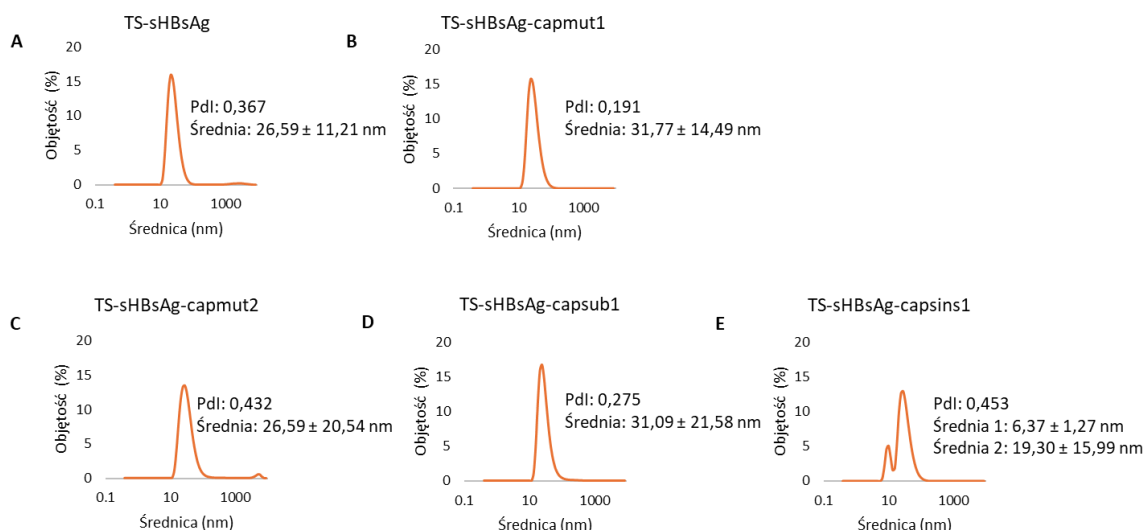 TS-sHBsAg
A
20
15
10
5
0
Objętość (%)
PdI: 0,367
Średnia: 26,59 ± 11,21 nm
0.1 10 1000
Średnica (nm)
TS-sHBsAg-capmut1
B
20
15
10
5
0
Objętość (%)
PdI: 0,191
Średnia: 31,77 ± 14,49 nm
0.1 10 1000
Średnica (nm)
TS-sHBsAg-capmut2
C
20
15
10
5
0
Objętość (%)
PdI: 0,432
Średnia: 26,59 ± 20,54 nm
0.1 10 1000
Średnica (nm)
TS-sHBsAg-capsub1
D
20
15
10
5
0
Objętość (%)
PdI: 0,275
Średnia: 31,09 ± 21,58 nm
0.1 10 1000
Średnica (nm)
TS-sHBsAg-capsins1
E
20
15
10
5
0
Objętość (%)
PdI: 0,453
Średnia 1: 6,37 ± 1,27 nm
Średnia 2: 19,30 ± 15,99 nm
0.1 10 1000
Średnica (nm)